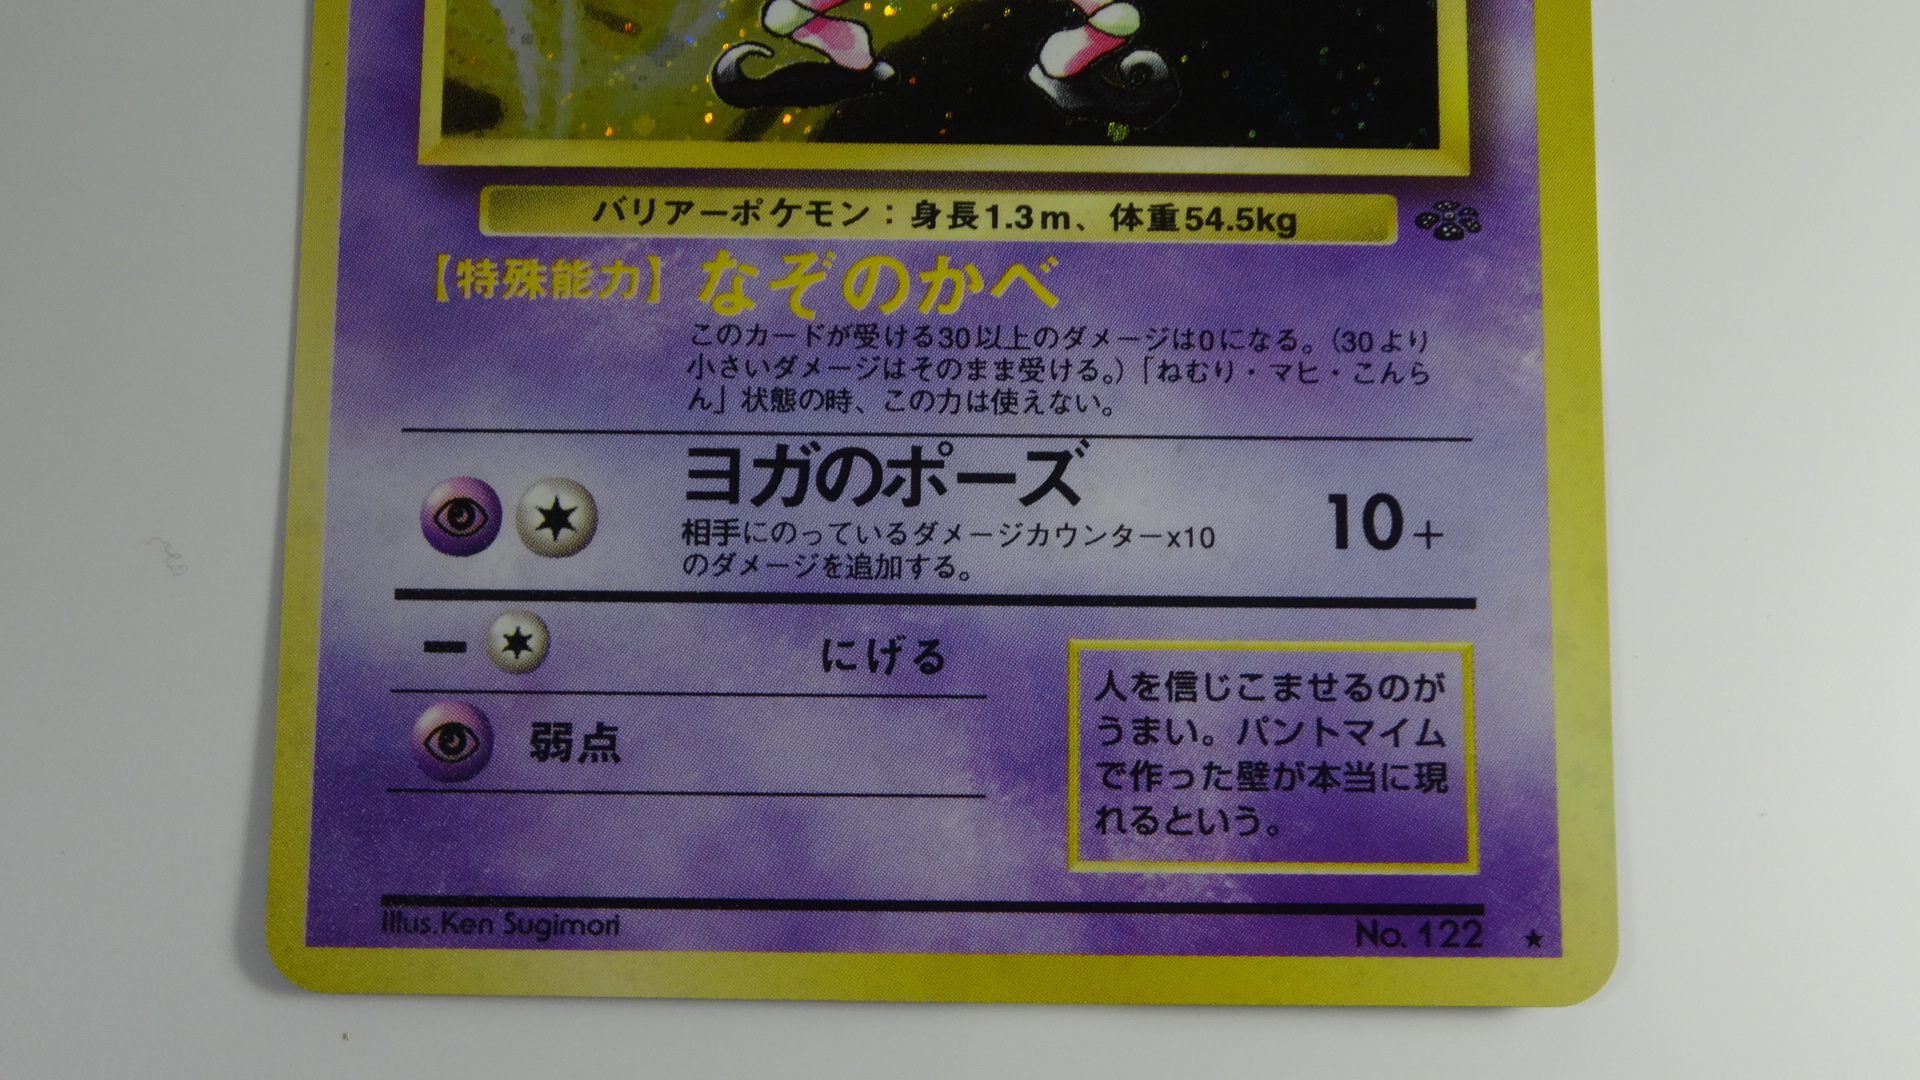 バリアーポケモン：身長1.3m、体重54.5kg
【特殊能力】なぞのかべ
このカードが受ける30以上のダメージは0になる。（30より
小さいダメージはそのまま受ける。）「ねむり・マヒ・こんら
ん」状態の時、この力は使えない。
ヨガのポーズ
10+
相手にのっているダメージカウンターx10
のダメージを追加する。
ー にげる
弱点
人を信じこませるのが
うまい。パントマイム
で作った壁が本当に現
れるという。
Illus.Ken Sugimori
No. 122 ★